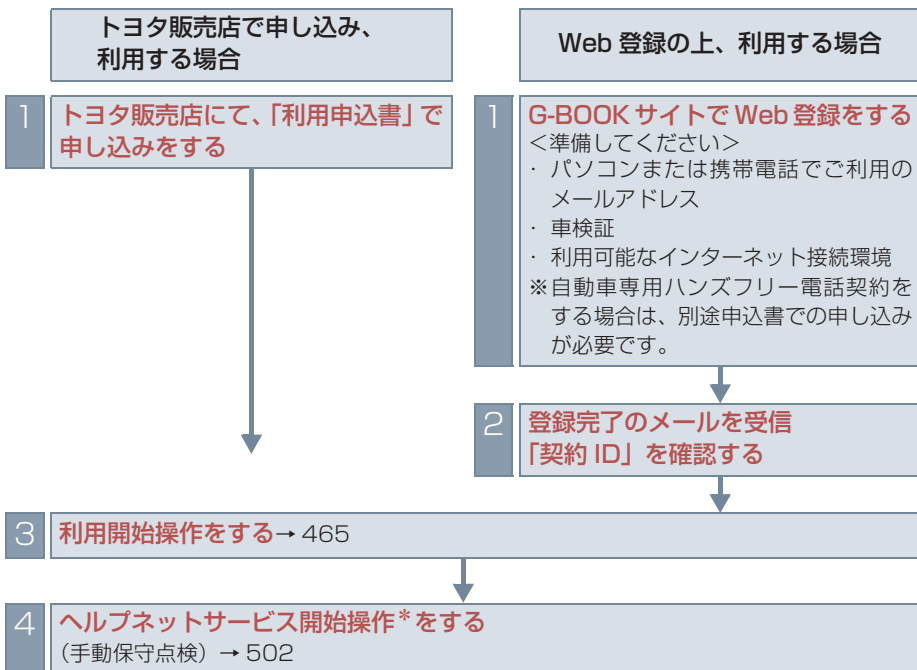 トヨタ販売店で申し込み、
利用する場合
1
トヨタ販売店にて、「利用申込書」で
申し込みをする
Web 登録の上、利用する場合
1
G-BOOK サイトで Web 登録をする
＜準備してください＞
・ パソコンまたは携帯電話でご利用の
メールアドレス
・ 車検証
・ 利用可能なインターネット接続環境
※自動車専用ハンズフリー電話契約を
する場合は、別途申込書での申し込み
が必要です。
2
登録完了のメールを受信
「契約 ID」を確認する
3
利用開始操作をする→ 465
4
ヘルプネットサービス開始操作*をする
（手動保守点検）→ 502